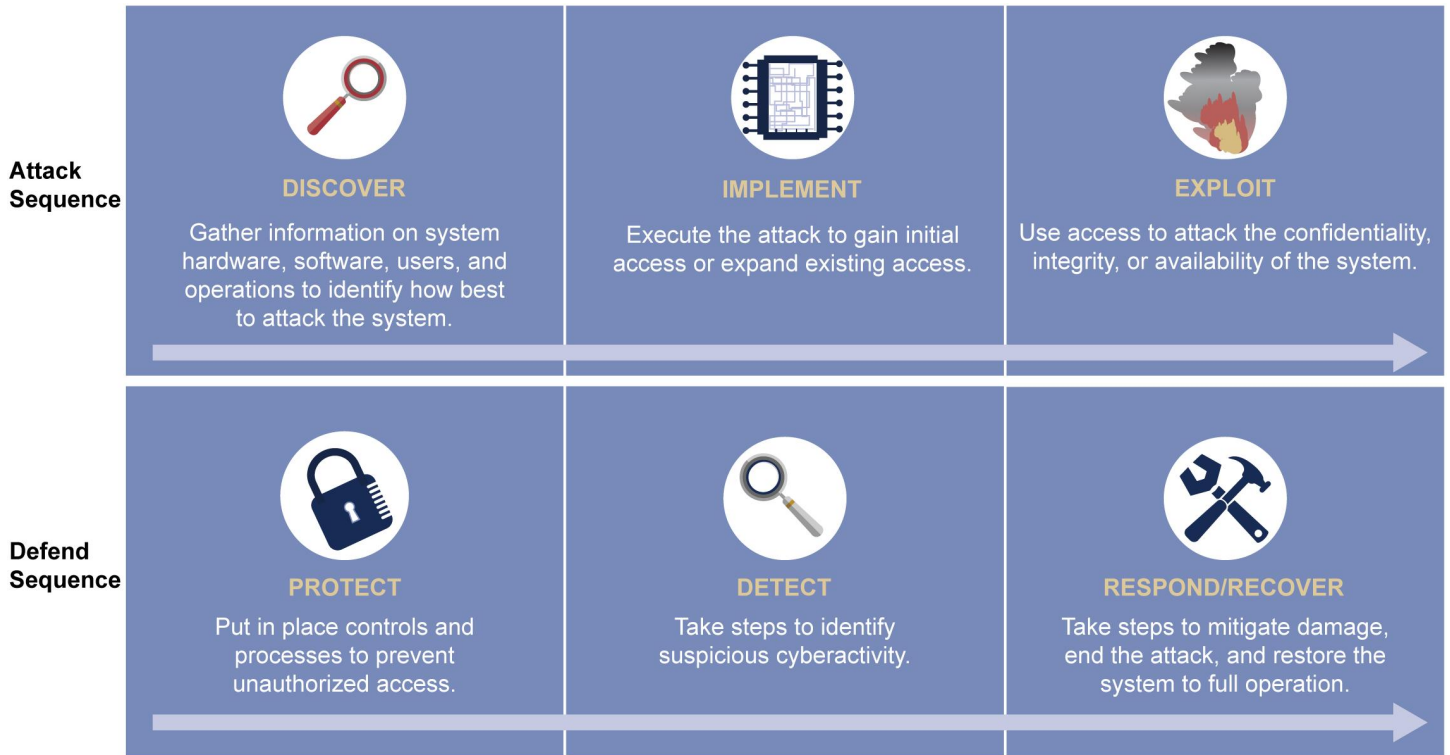 Attack
Sequence
DISCOVER
Gather information on system
hardware, software, users, and
operations to identify how best
to attack the system.
IMPLEMENT
Execute the attack to gain initial
access or expand existing access.
EXPLOIT
Use access to attack the confidentiality,
integrity, or availability of the system.
Defend
Sequence
PROTECT
Put in place controls and
processes to prevent
unauthorized access.
DETECT
Take steps to identify
suspicious cyberactivity.
RESPOND/RECOVER
Take steps to mitigate damage,
end the attack, and restore the
system to full operation.